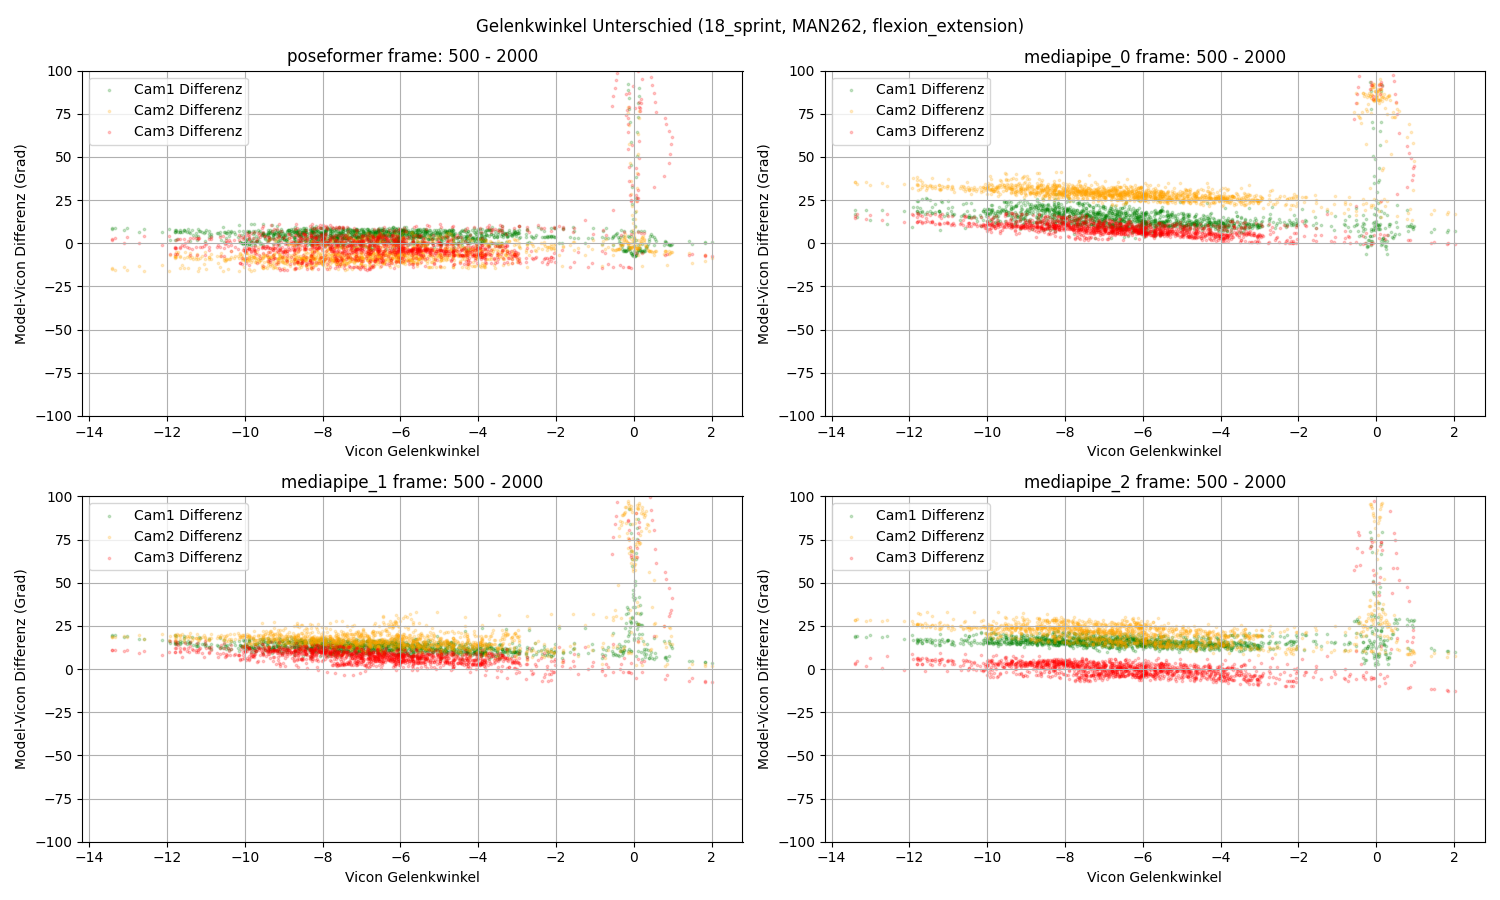 Gelenkwinkel Unterschied (18_sprint, MAN262, flexion_extension)
poseformer frame: 500 - 2000
100
75
50
25
0
−25
−50
−75
−100
Model-Vicon Differenz (Grad)
Cam1 Differenz
Cam2 Differenz
Cam3 Differenz
−14 −12 −10 −8 −6 −4 −2 0 2
Vicon Gelenkwinkel
mediapipe_0 frame: 500 - 2000
100
75
50
25
0
−25
−50
−75
−100
Model-Vicon Differenz (Grad)
Cam1 Differenz
Cam2 Differenz
Cam3 Differenz
−14 −12 −10 −8 −6 −4 −2 0 2
Vicon Gelenkwinkel
mediapipe_1 frame: 500 - 2000
100
75
50
25
0
−25
−50
−75
−100
Model-Vicon Differenz (Grad)
Cam1 Differenz
Cam2 Differenz
Cam3 Differenz
−14 −12 −10 −8 −6 −4 −2 0 2
Vicon Gelenkwinkel
mediapipe_2 frame: 500 - 2000
100
75
50
25
0
−25
−50
−75
−100
Model-Vicon Differenz (Grad)
Cam1 Differenz
Cam2 Differenz
Cam3 Differenz
−14 −12 −10 −8 −6 −4 −2 0 2
Vicon Gelenkwinkel